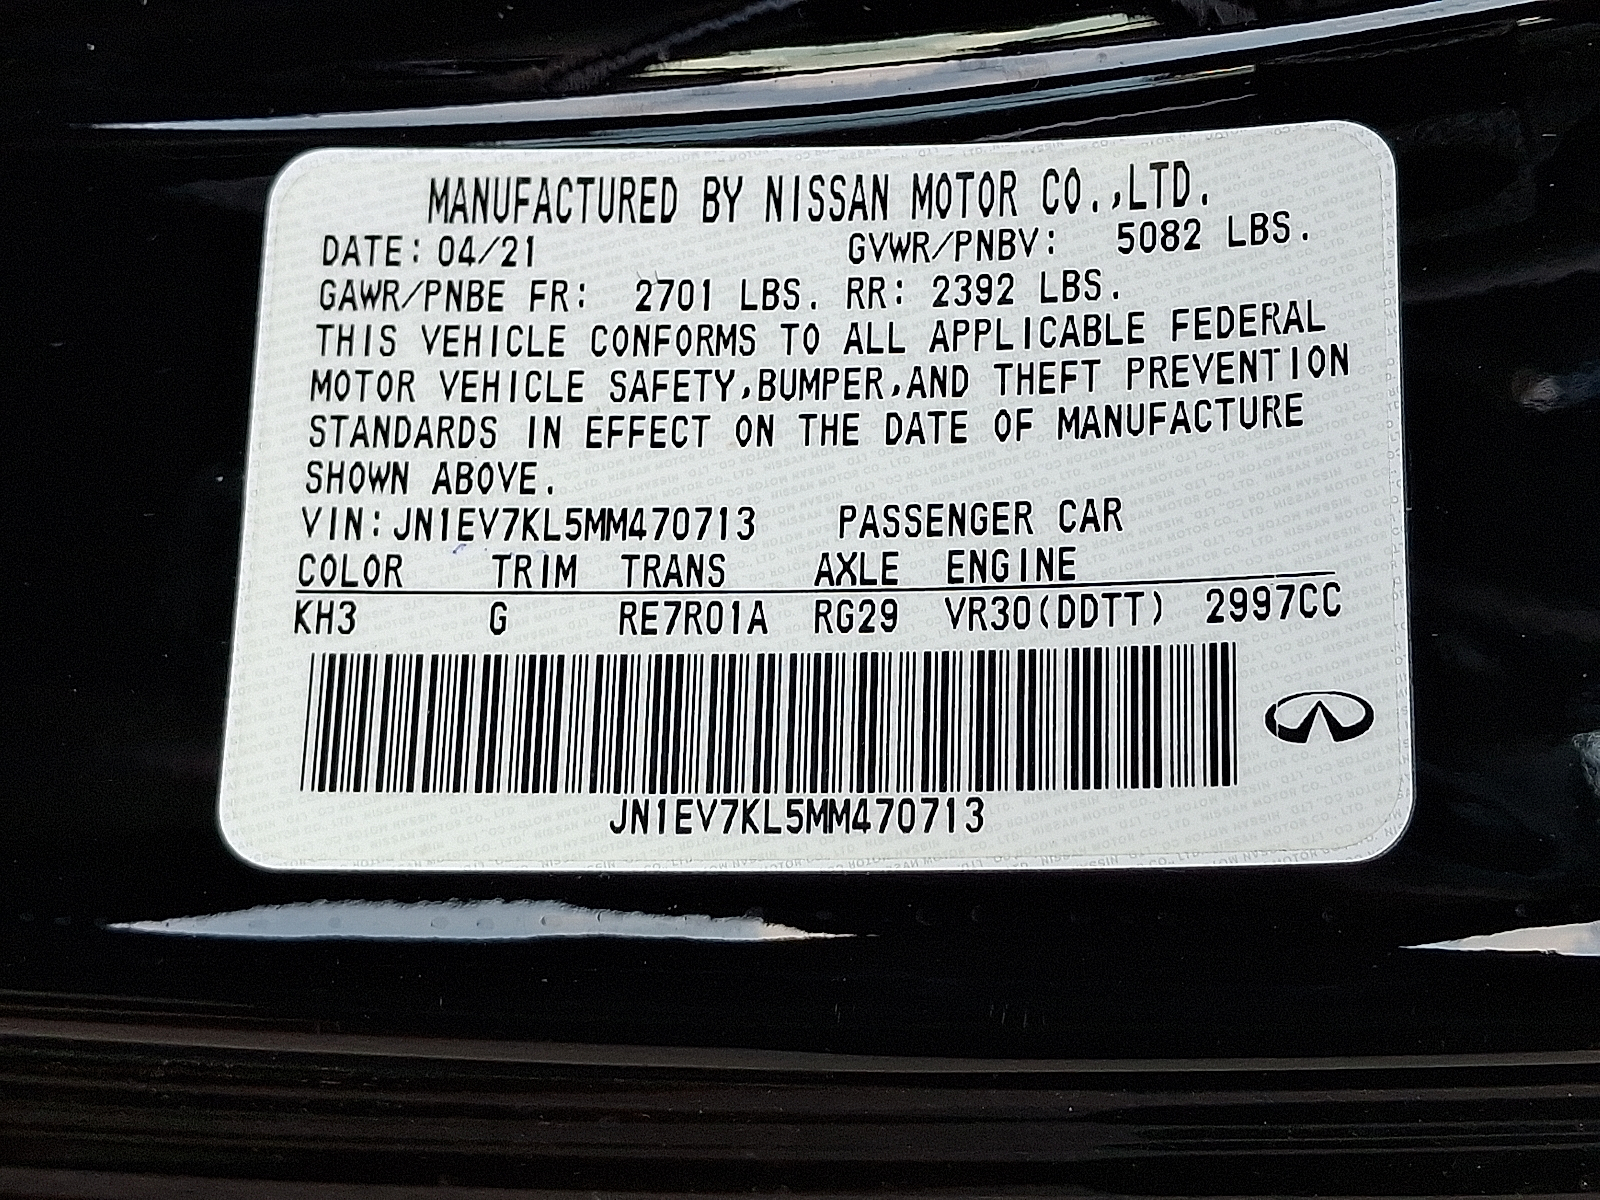 MANUFACTURED BY NISSAN MOTOR CO.,LTD.
DATE: 04/21 GVWR/PNBV: 5082 LBS.
GAWR/PNBE FR: 2701 LBS. RR: 2392 LBS.
THIS VEHICLE CONFORMS TO ALL APPLICABLE FEDERAL
MOTOR VEHICLE SAFETY,BUMPER,AND THEFT PREVENTION
STANDARDS IN EFFECT ON THE DATE OF MANUFACTURE
SHOWN ABOVE.
VIN: JN1EV7KL5MM470713 PASSENGER CAR
COLOR TRIM TRANS AXLE ENGINE
KH3 G RE7R01A RG29 VR30(DDTT) 2997CC
JN1EV7KL5MM470713